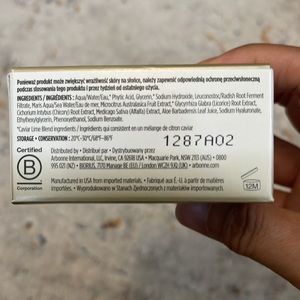 Ponieważ produkt może zwiększyć wrażliwość skóry na słońce, należy zapewnić odpowiednią ochronę przeciwsłoneczną
podczas stosowania tego produktu i przez tydzień od ostatniego użycia.
INGREDIENTS / INGRÉDIENTS : Aqua/Water/Eau,* Phytic Acid, Glycerin,* Sodium Hydroxide, Leuconostoc/Radish Root Ferment
Filtrate, Maris Aqua/Sea Water/Eau de mer, Microcitrus Australasica Fruit Extract,* Glycyrrhiza Glabra (Licorice) Root Extract,
Cichorium Intybus (Chicory) Root Extract, Medicago Sativa (Alfalfa) Extract, Aloe Barbadensis Leaf Juice, Sodium Hyaluronate,
Ethylhexylglycerin, Phenoxyethanol, Sodium Benzoate.
*Caviar Lime Blend Ingredients / Ingrédients qui consistent en un mélange de citron caviar
STORAGE / CONSERVATION : 20°C-30°C/68°F-86°F
1287A02
Certified
B
Corporation
Distributed by • Distribué par • Dystrybuowany przez:
Arbonne International, LLC, Irvine, CA 92618 USA • Macquarie Park, NSW 2113 (AUS) • 0800
995 021 (NZ) • BIORIUS, 7170 Manage BE (EU) / London WC2H 9JQ (UK) • arbonne.com
Manufactured in USA from imported materials. • Fabriqué aux É.-U. à partir de matières
importées. • Wyprodukowano w Stanach Zjednoczonych z materiałów importowanych.
12M